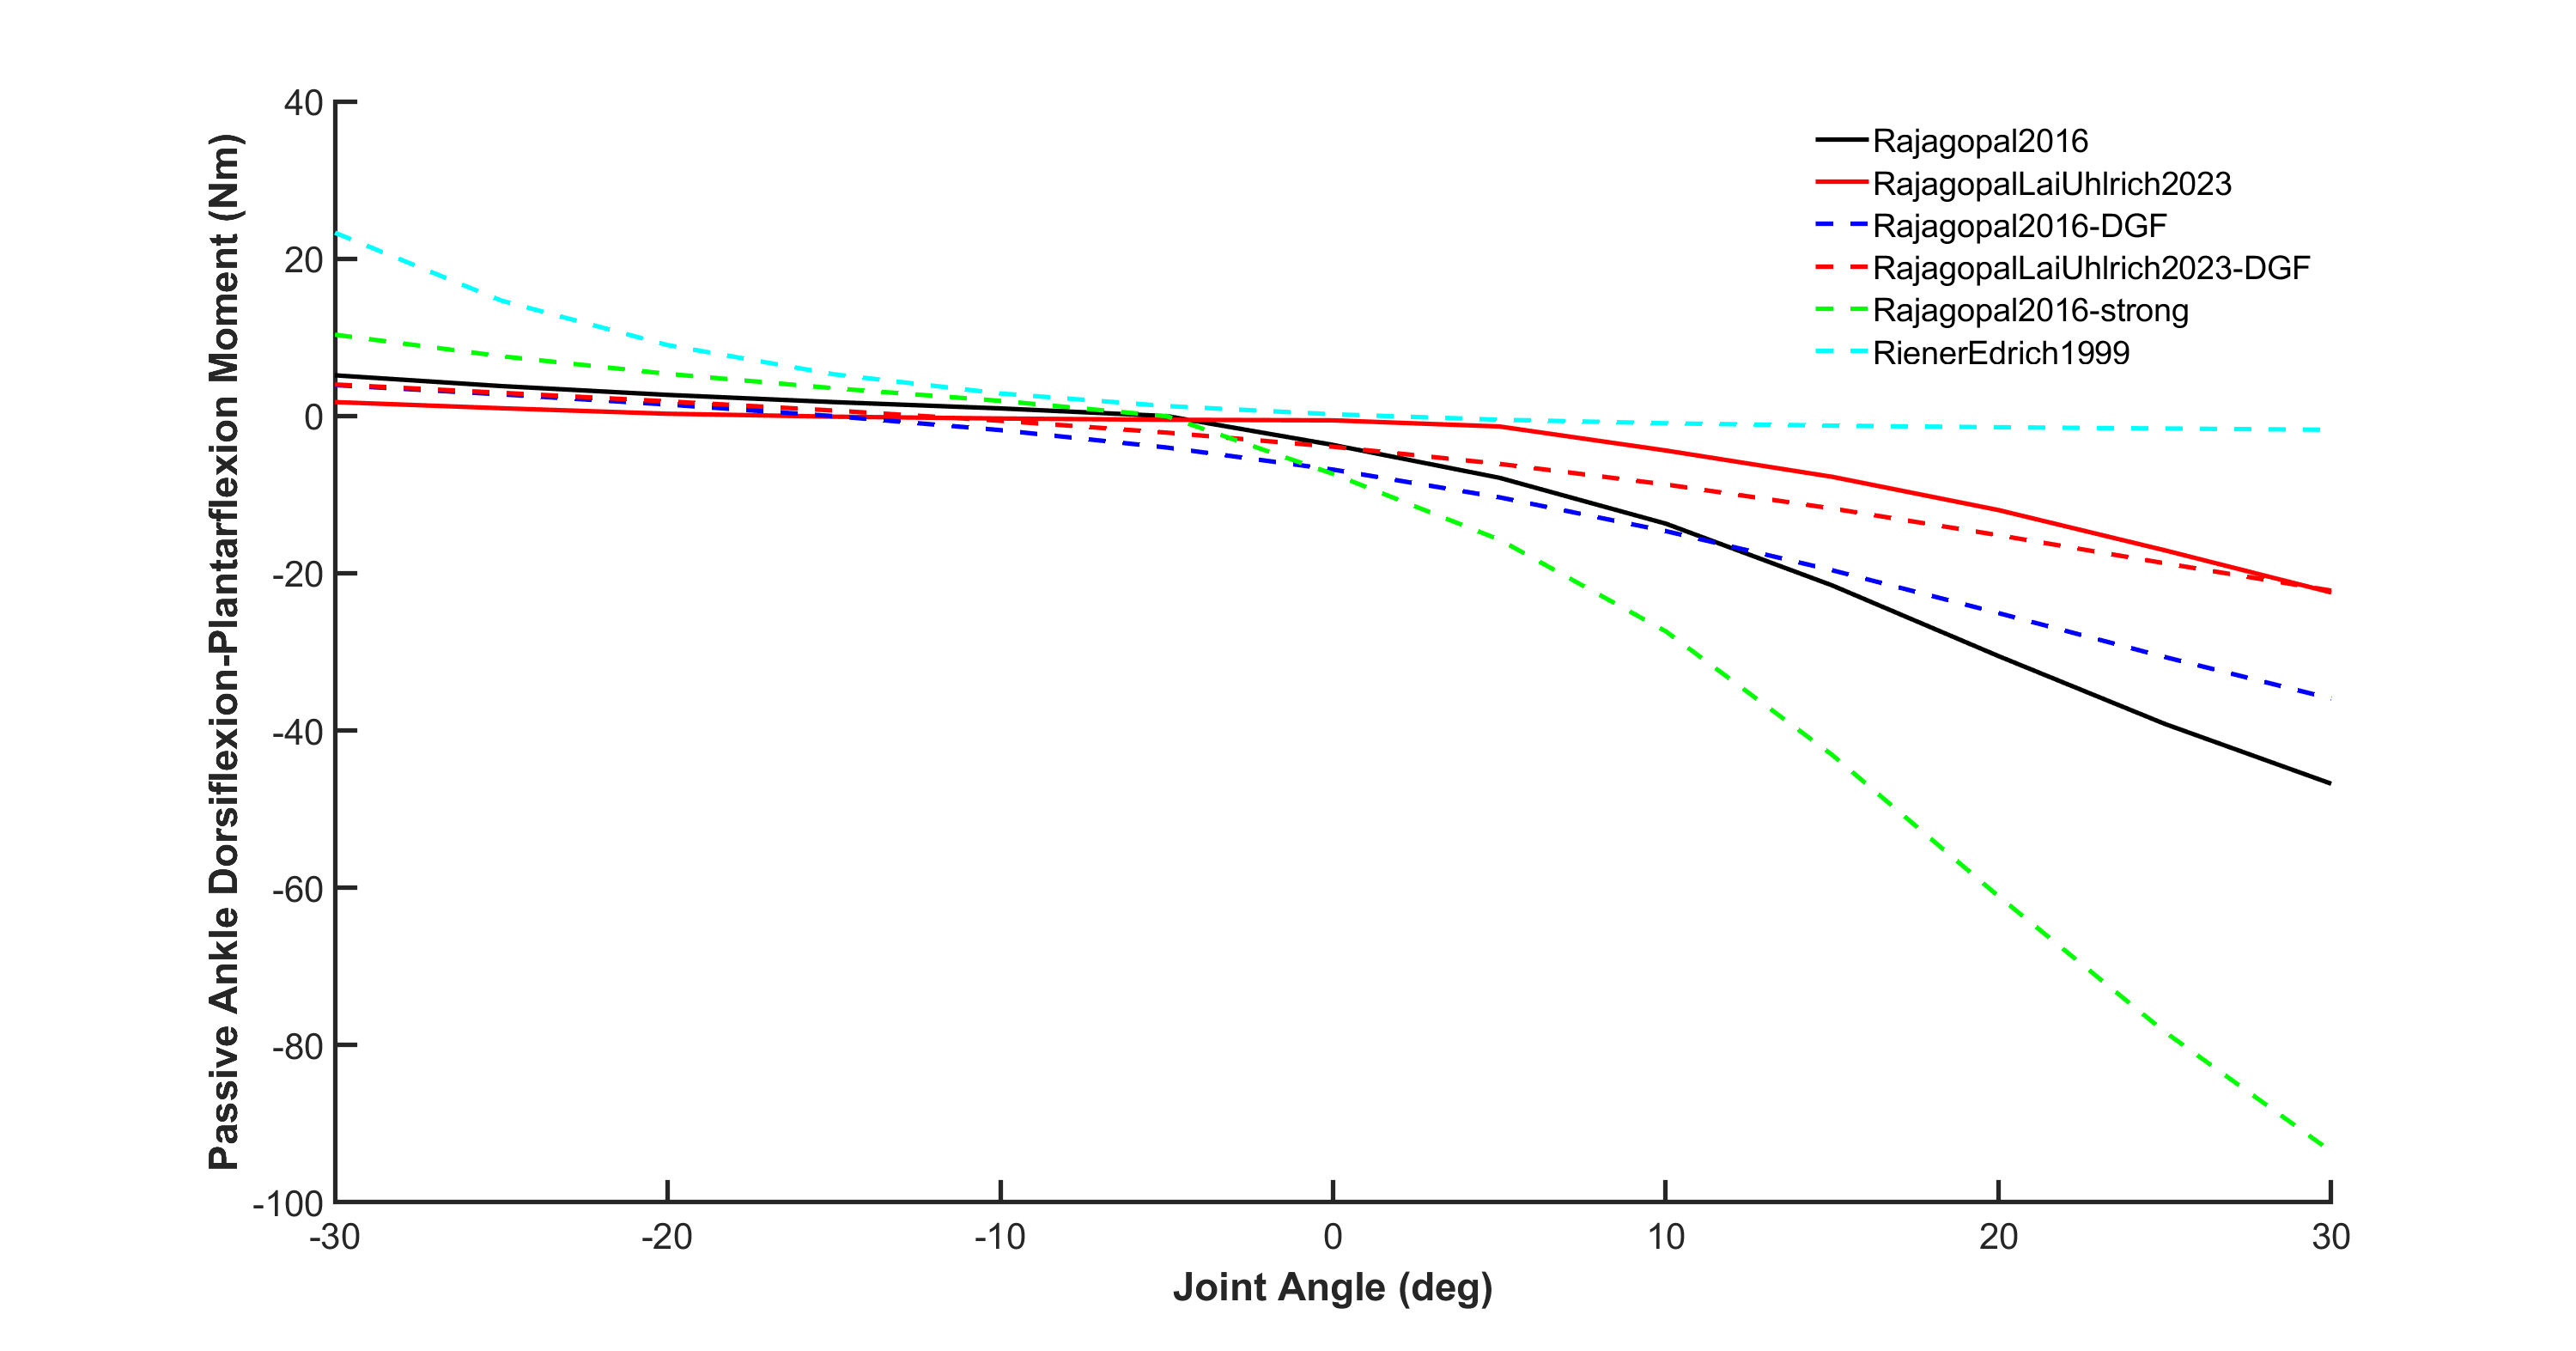 Passive Ankle Dorsiflexion-Plantarflexion Moment (Nm)
40
20
0
-20
-40
-60
-80
-100
-30
-20
-10
0
10
20
30
Joint Angle (deg)
Rajagopal2016
RajagopalLaiUhlrich2023
Rajagopal2016-DGF
RajagopalLaiUhlrich2023-DGF
Rajagopal2016-strong
RienerEdrich1999